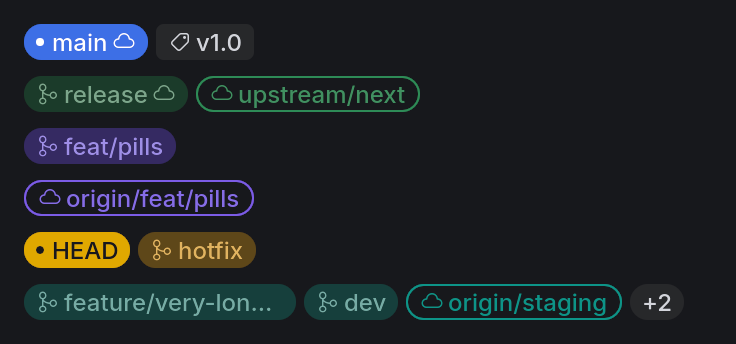 main v1.0
release upstream/next
feat/pills
origin/feat/pills
HEAD hotfix
feature/very-lon... dev origin/staging +2